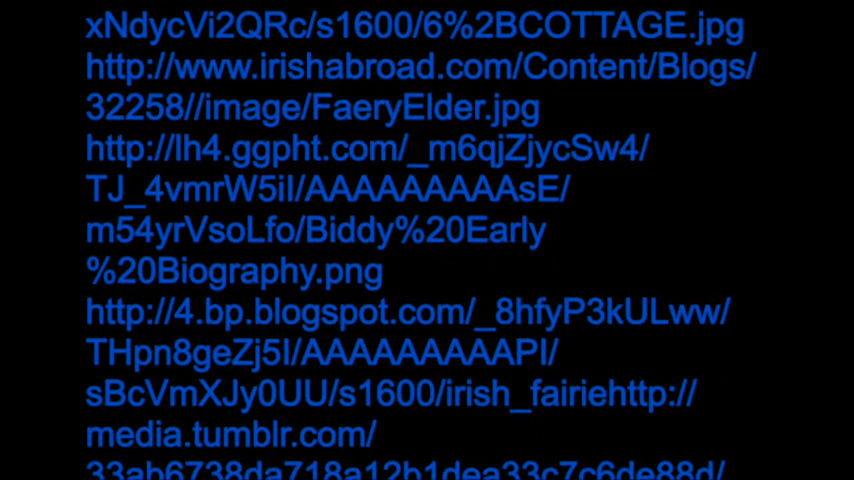 xNdycVi2QRc/s1600/6%2BCOTTAGE.jpg
http://www.irishabroad.com/Content/Blogs/
32258//image/FaeryElder.jpg
http://lh4.ggpht.com/_m6qjZjycSw4/
TJ_4vmrW5iI/AAAAAAAAAsE/
m54yrVsoLfo/Biddy%20Early
%20Biography.png
http://4.bp.blogspot.com/_8hfyP3kULww/
THpn8geZj5I/AAAAAAAAAPI/
sBcVmXJy0UU/s1600/irish_fairiehttp://
media.tumblr.com/
33ab6738da718a12b1dea33c7c6de88d/